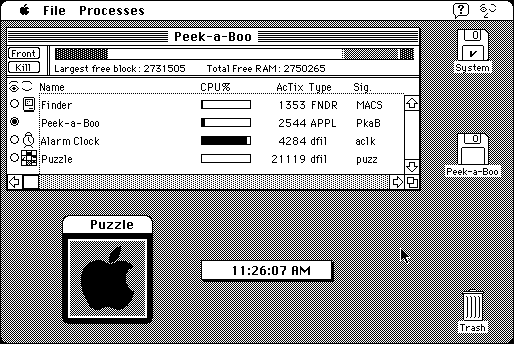 File Processes
Peek-a-Boo
Front
Kill
Largest free block: 2731505 Total Free RAM: 2750265
Name CPU% AcTix Type Sig.
Finder 1353 FNDR MACS
Peek-a-Boo 2544 APPL PkaB
Alarm Clock 4284 dfil aclk
Puzzle 21119 dfil puzz
Puzzle
11:26:07 AM
System
Peek-a-Boo
Trash